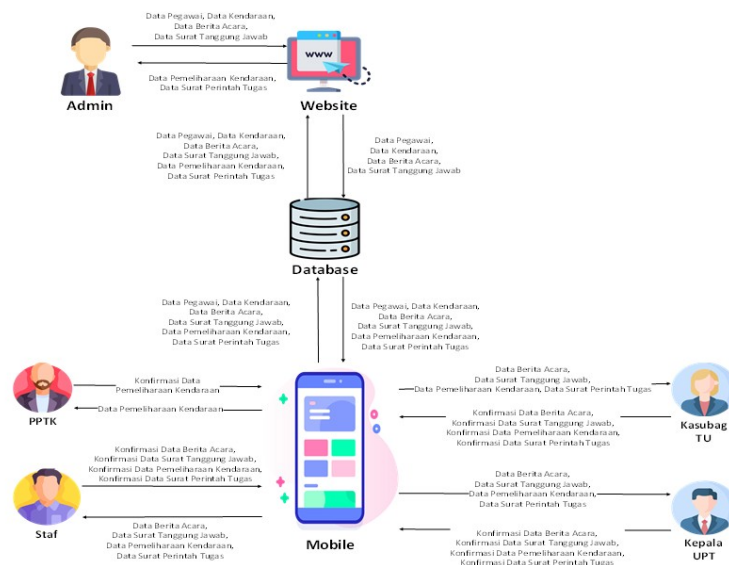 Data Pegawai, Data Kendaraan,
Data Berita Acara,
Data Surat Tanggung Jawab
www
Data Pemeliharaan Kendaraan,
Data Surat Perintah Tugas
Admin
Website
Data Pegawai, Data Kendaraan,
Data Berita Acara,
Data Surat Tanggung Jawab,
Data Pemeliharaan Kendaraan,
Data Surat Perintah Tugas
Data Pegawai,
Data Kendaraan,
Data Berita Acara,
Data Surat Tanggung Jawab
Database
Data Pegawai, Data Kendaraan,
Data Berita Acara,
Data Surat Tanggung Jawab,
Data Pemeliharaan Kendaraan,
Data Surat Perintah Tugas
Data Pegawai, Data Kendaraan,
Data Berita Acara,
Data Surat Tanggung Jawab,
Data Pemeliharaan Kendaraan,
Data Surat Perintah Tugas
Konfirmasi Data
Pemeliharaan Kendaraan
Data Pemeliharaan Kendaraan
PPTK
Data Berita Acara,
Data Surat Tanggung Jawab,
Data Pemeliharaan Kendaraan, Data Surat Perintah Tugas
Konfirmasi Data Berita Acara,
Konfirmasi Data Surat Tanggung Jawab,
Konfirmasi Data Pemeliharaan Kendaraan,
Konfirmasi Data Surat Perintah Tugas
Kasubag
TU
Konfirmasi Data Berita Acara,
Konfirmasi Data Surat Tanggung Jawab,
Konfirmasi Data Pemeliharaan Kendaraan,
Konfirmasi Data Surat Perintah Tugas
Staf
Data Berita Acara,
Data Surat Tanggung Jawab,
Data Pemeliharaan Kendaraan,
Data Surat Perintah Tugas
Mobile
Data Berita Acara,
Data Surat Tanggung Jawab,
Data Pemeliharaan Kendaraan,
Data Surat Perintah Tugas
Konfirmasi Data Berita Acara,
Konfirmasi Data Surat Tanggung Jawab,
Konfirmasi Data Pemeliharaan Kendaraan,
Konfirmasi Data Surat Perintah Tugas
Kepala
UPT